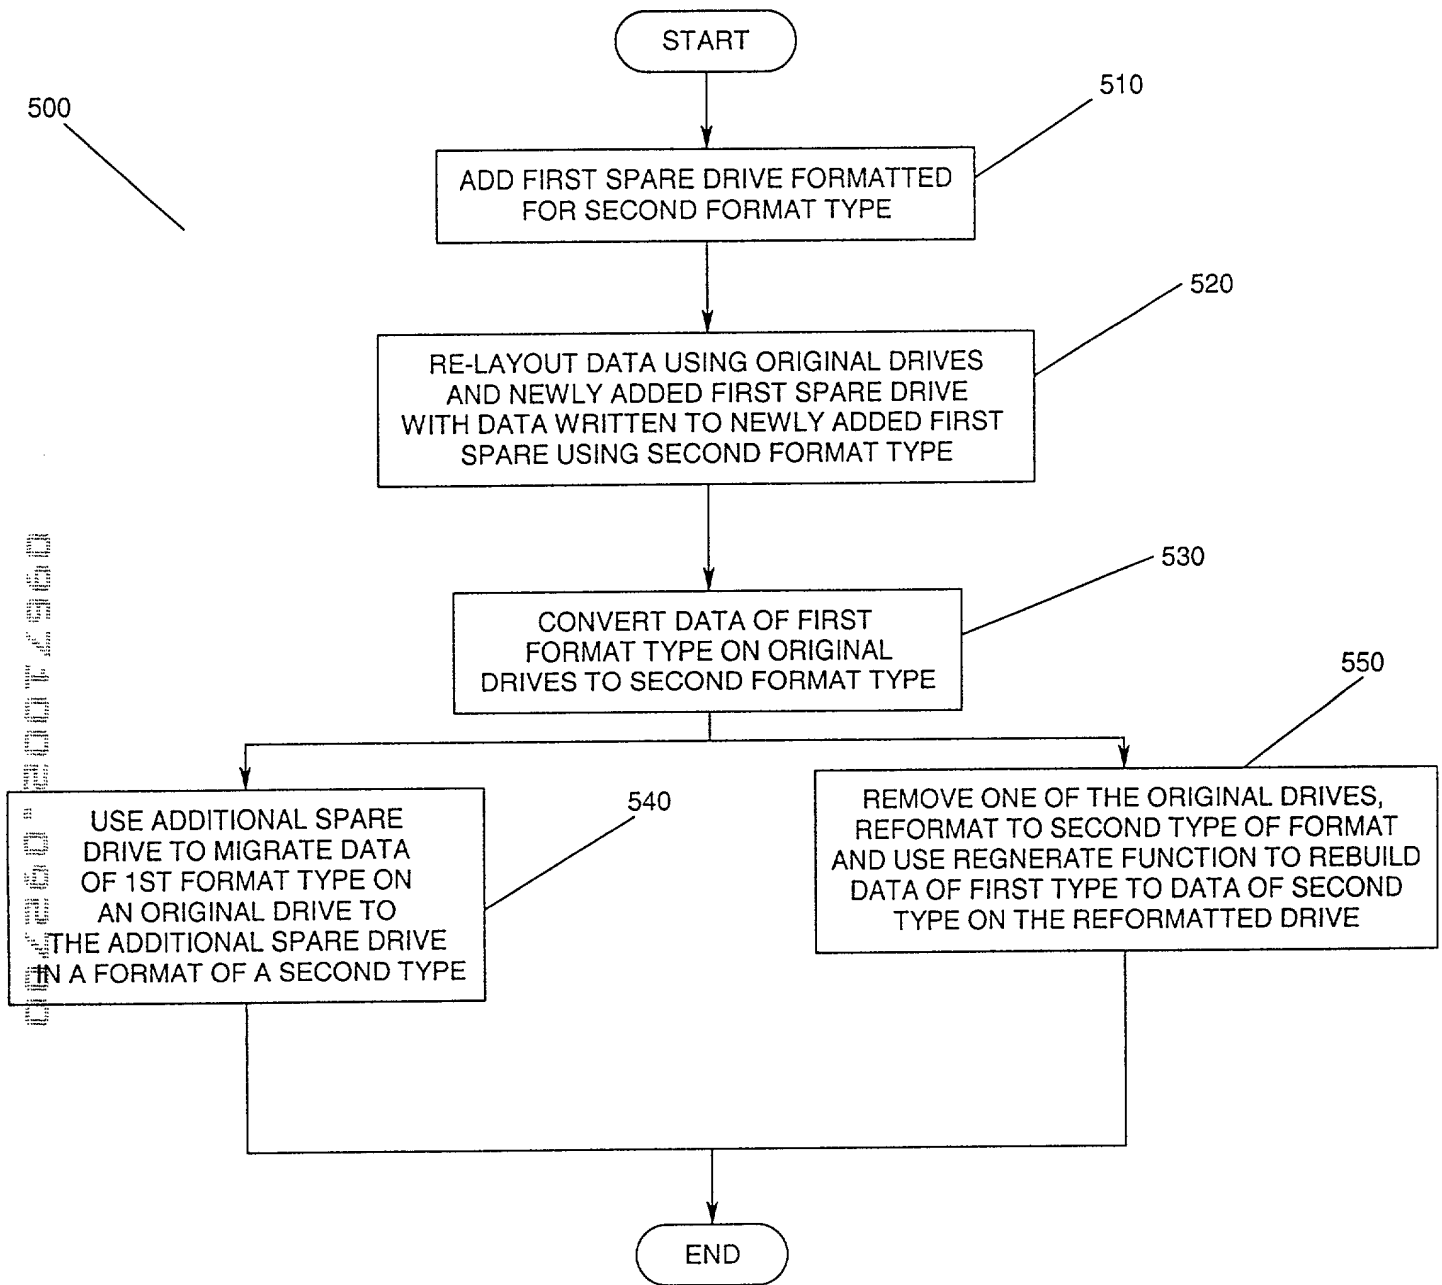 START
500
510
ADD FIRST SPARE DRIVE FORMATTED
FOR SECOND FORMAT TYPE
520
RE-LAYOUT DATA USING ORIGINAL DRIVES
AND NEWLY ADDED FIRST SPARE DRIVE
WITH DATA WRITTEN TO NEWLY ADDED FIRST
SPARE USING SECOND FORMAT TYPE
530
CONVERT DATA OF FIRST
FORMAT TYPE ON ORIGINAL
DRIVES TO SECOND FORMAT TYPE
540
USE ADDITIONAL SPARE
DRIVE TO MIGRATE DATA
OF 1ST FORMAT TYPE ON
AN ORIGINAL DRIVE TO
THE ADDITIONAL SPARE DRIVE
IN A FORMAT OF A SECOND TYPE
550
REMOVE ONE OF THE ORIGINAL DRIVES,
REFORMAT TO SECOND TYPE OF FORMAT
AND USE REGNERATE FUNCTION TO REBUILD
DATA OF FIRST TYPE TO DATA OF SECOND
TYPE ON THE REFORMATTED DRIVE
END
09671002.092700